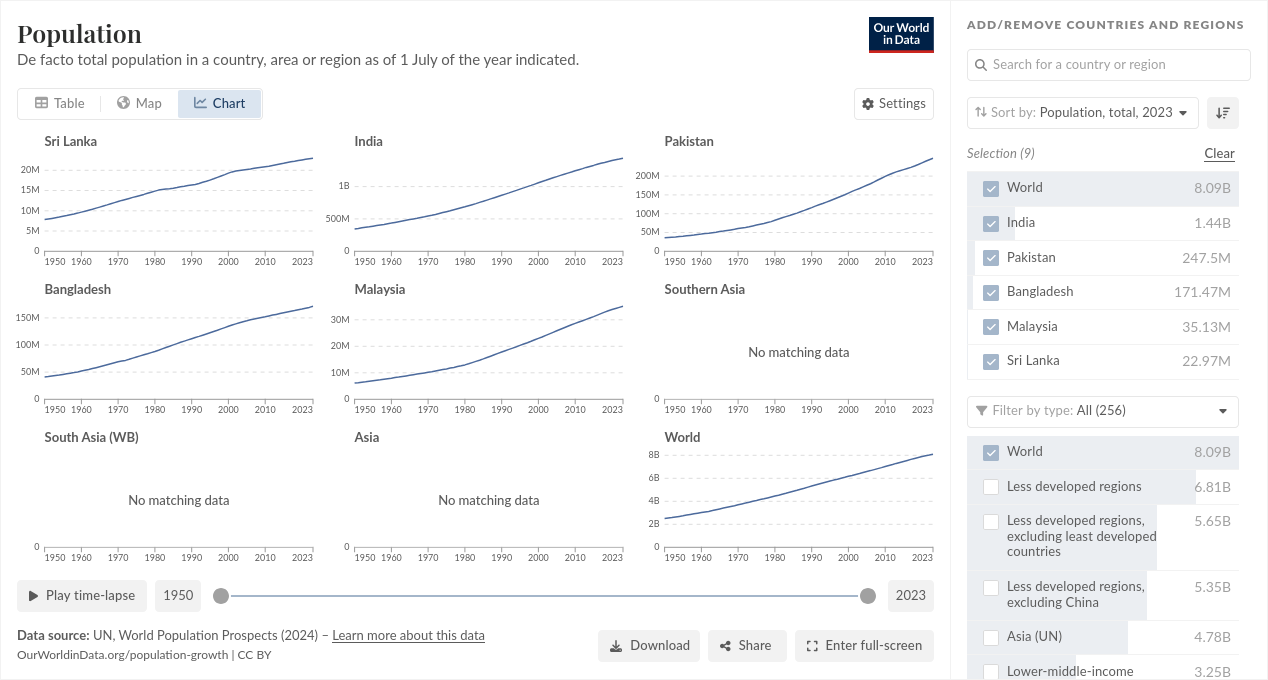 Population
De facto total population in a country, area or region as of 1 July of the year indicated.
Our World
in Data
Table
Map
Chart
Settings
Sri Lanka
20M
15M
10M
5M
0
1950 1960 1970 1980 1990 2000 2010 2023
India
1B
500M
0
1950 1960 1970 1980 1990 2000 2010 2023
Pakistan
200M
150M
100M
50M
0
1950 1960 1970 1980 1990 2000 2010 2023
Bangladesh
150M
100M
50M
0
1950 1960 1970 1980 1990 2000 2010 2023
Malaysia
30M
20M
10M
0
1950 1960 1970 1980 1990 2000 2010 2023
Southern Asia
No matching data
0
1950 1960 1970 1980 1990 2000 2010 2023
South Asia (WB)
No matching data
0
1950 1960 1970 1980 1990 2000 2010 2023
Asia
No matching data
0
1950 1960 1970 1980 1990 2000 2010 2023
World
8B
6B
4B
2B
0
1950 1960 1970 1980 1990 2000 2010 2023
Play time-lapse
1950
2023
Data source: UN, World Population Prospects (2024) – Learn more about this data
OurWorldinData.org/population-growth | CC BY
Download
Share
Enter full-screen
ADD/REMOVE COUNTRIES AND REGIONS
Search for a country or region
Sort by: Population, total, 2023
Selection (9)
Clear
World 8.09B
India 1.44B
Pakistan 247.5M
Bangladesh 171.47M
Malaysia 35.13M
Sri Lanka 22.97M
Filter by type: All (256)
World 8.09B
Less developed regions 6.81B
Less developed regions, 5.65B
excluding least developed
countries
Less developed regions, 5.35B
excluding China
Asia (UN) 4.78B
Lower-middle-income 3.25B